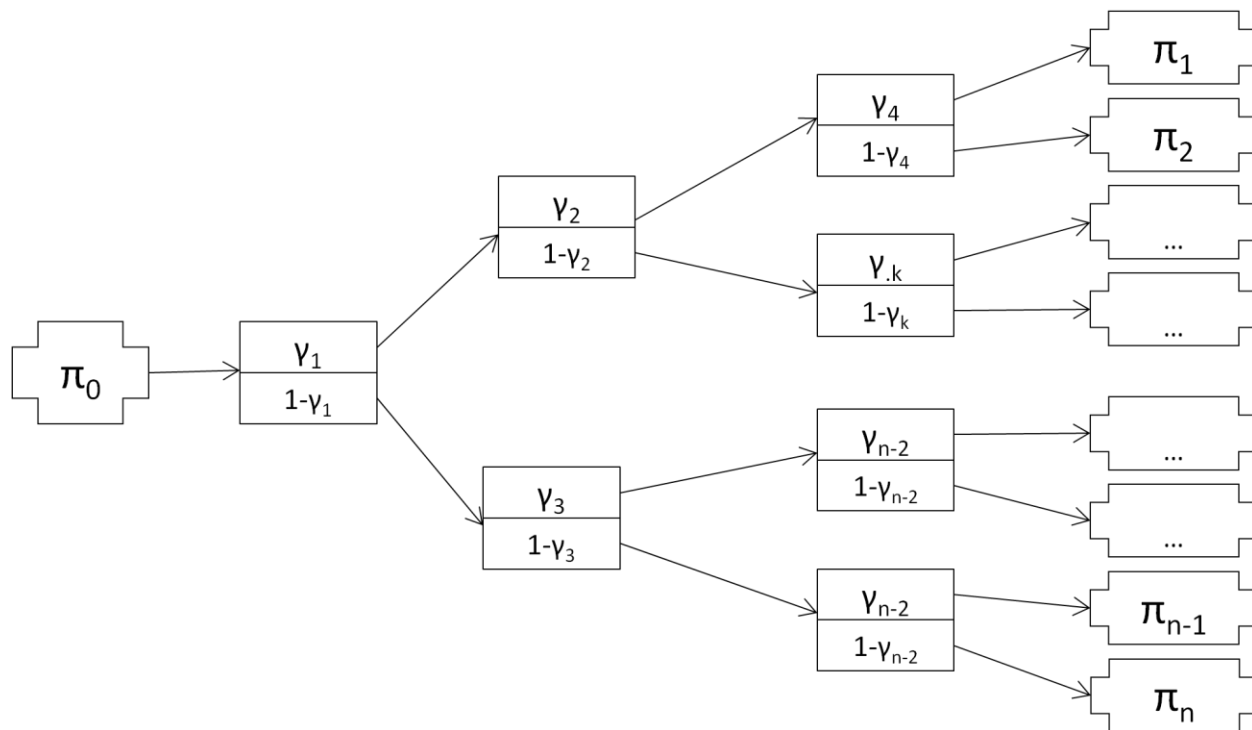 π0
γ1
1-γ1
γ2
1-γ2
γ3
1-γ3
γ4
1-γ4
γ.k
1-γk
γn-2
1-γn-2
γn-2
1-γn-2
π1
π2
...
...
...
...
πn-1
πn